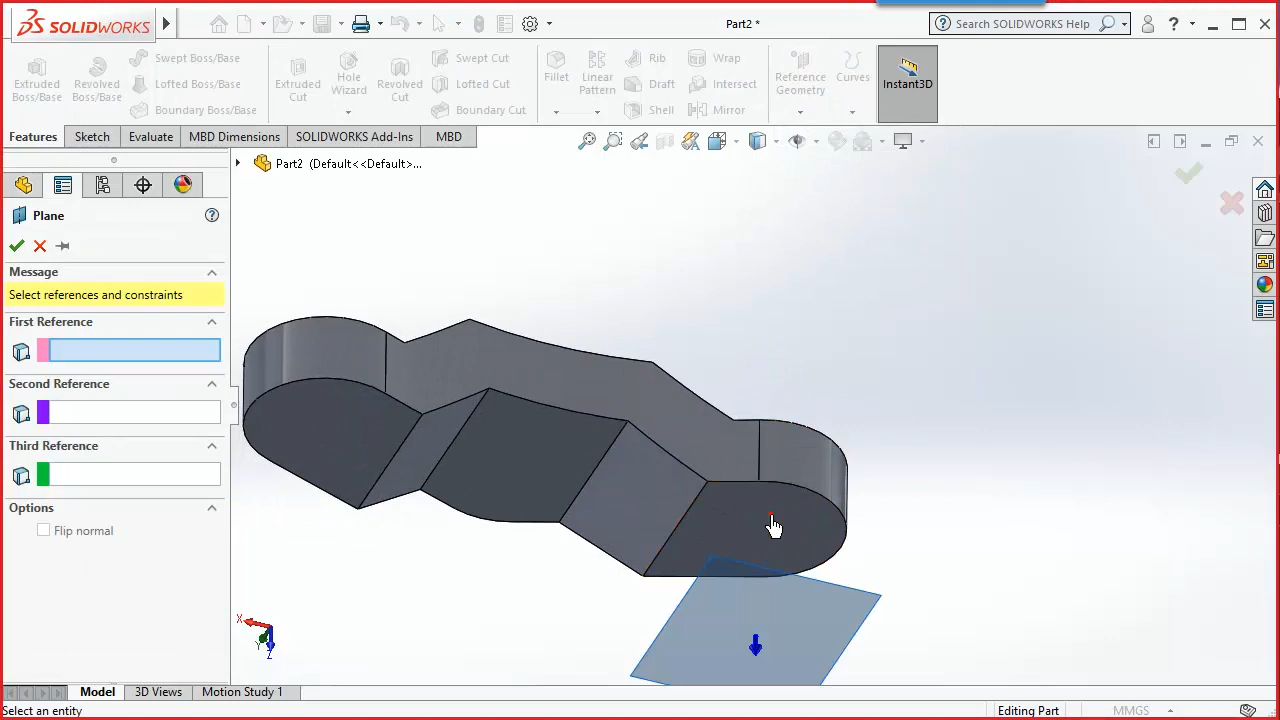 SOLIDWORKS
Part2 *
SOLIDWORKS Help
Extruded Boss/Base
Revolved Boss/Base
Swept Boss/Base
Lofted Boss/Base
Boundary Boss/Base
Extruded Cut
Hole Wizard
Revolved Cut
Swept Cut
Lofted Cut
Boundary Cut
Fillet
Linear Pattern
Rib
Draft
Shell
Wrap
Intersect
Mirror
Reference Geometry
Curves
Instant3D
Features
Sketch
Evaluate
MBD Dimensions
SOLIDWORKS Add-Ins
MBD
Part2 (Default<<Default>...
Plane
Message
Select references and constraints
First Reference
Second Reference
Third Reference
Options
Flip normal
X
Y
Z
Model
3D Views
Motion Study 1
Select an entity
Editing Part
MMGS